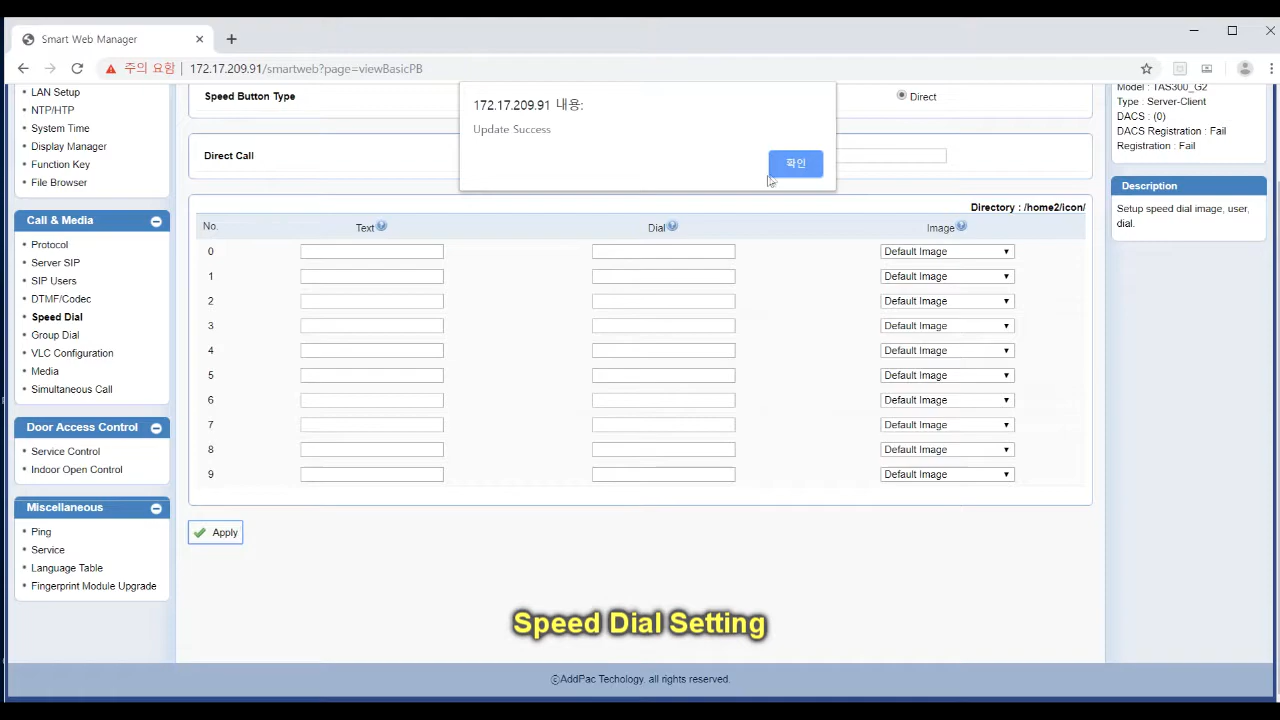 Smart Web Manager
주의 요함 172.17.209.91/smartweb?page=viewBasicPB
172.17.209.91 내용:
Update Success
확인
LAN Setup
NTP/HTP
System Time
Display Manager
Function Key
File Browser
Call & Media
Protocol
Server SIP
SIP Users
DTMF/Codec
Speed Dial
Group Dial
VLC Configuration
Media
Simultaneous Call
Door Access Control
Service Control
Indoor Open Control
Miscellaneous
Ping
Service
Language Table
Fingerprint Module Upgrade
Speed Button Type Direct
Direct Call
Directory : /home2/icon/
No. Text Dial Image
0 Default Image
1 Default Image
2 Default Image
3 Default Image
4 Default Image
5 Default Image
6 Default Image
7 Default Image
8 Default Image
9 Default Image
Apply
Model : TAS300_G2
Type : Server-Client
DACS : (0)
DACS Registration : Fail
Registration : Fail
Description
Setup speed dial image, user,
dial.
Speed Dial Setting
ⓒAddPac Techology. all rights reserved.